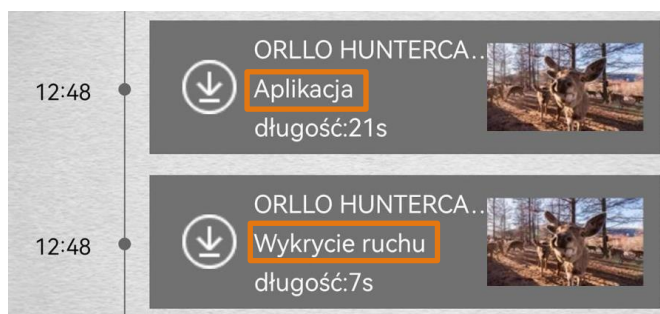 12:48
ORLLO HUNTERCA..
Aplikacja
długość:21s
12:48
ORLLO HUNTERCA..
Wykrycie ruchu
długość:7s